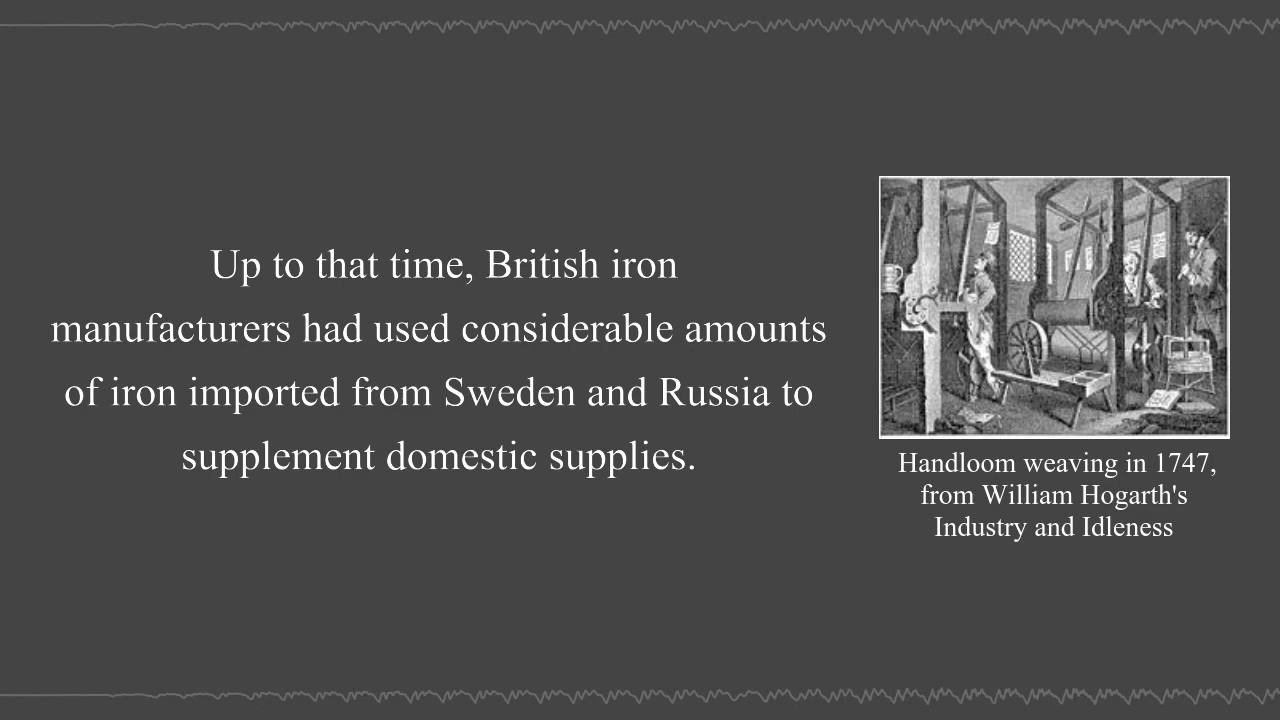 Up to that time, British iron
manufacturers had used considerable amounts
of iron imported from Sweden and Russia to
supplement domestic supplies.
Handloom weaving in 1747,
from William Hogarth's
Industry and Idleness